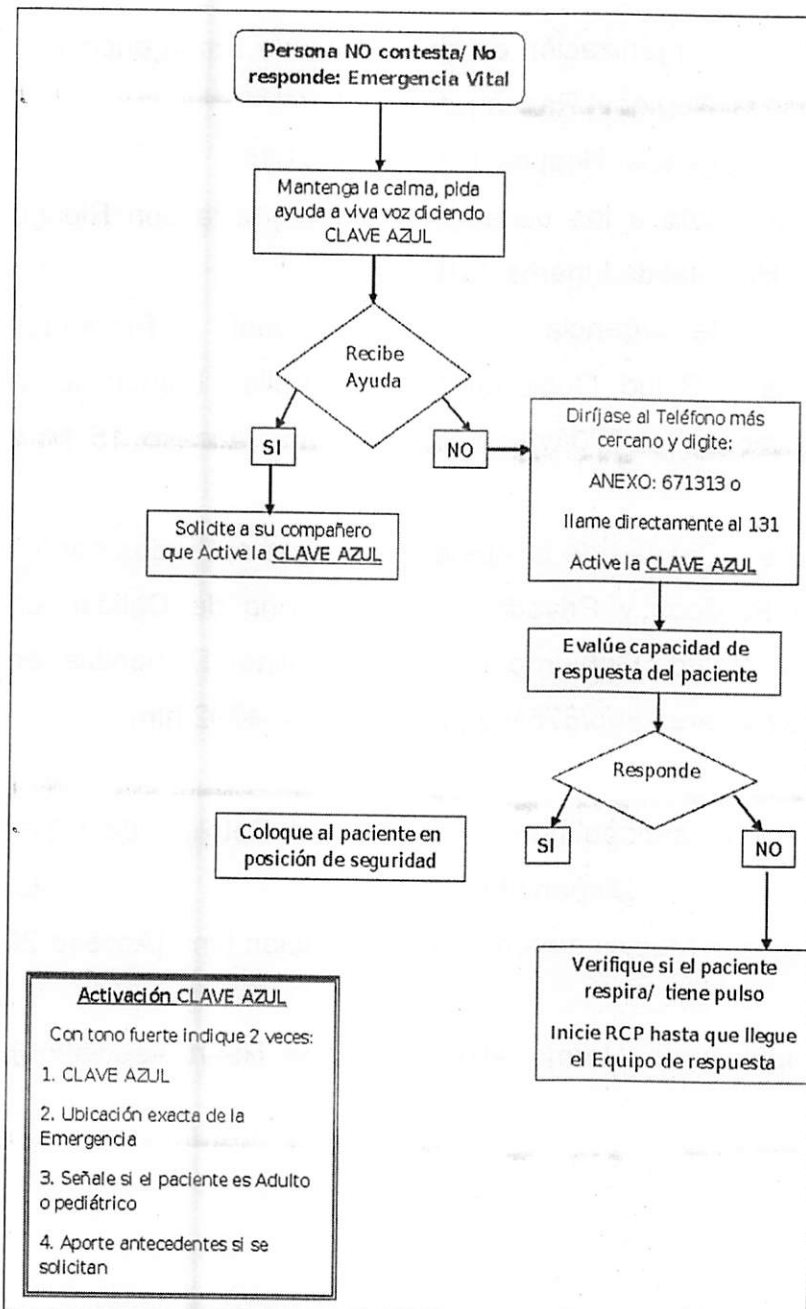 Persona NO contesta/ No
responde: Emergencia Vital
Mantenga la calma, pida
ayuda a viva voz diciendo
CLAVE AZUL
Recibe
Ayuda
SI
NO
Solicite a su compañero
que Active la CLAVE AZUL
Diríjase al Teléfono más
cercano y digite:
ANEXO: 671313 o
llame directamente al 131
Active la CLAVE AZUL
Evalúe capacidad de
respuesta del paciente
Responde
SI
NO
Coloque al paciente en
posición de seguridad
Verifique si el paciente
respira/ tiene pulso
Inicie RCP hasta que llegue
el Equipo de respuesta
Activación CLAVE AZUL
Con tono fuerte indique 2 veces:
1. CLAVE AZUL
2. Ubicación exacta de la
Emergencia
3. Señale si el paciente es Adulto
o pediátrico
4. Aporte antecedentes si se
solicitan